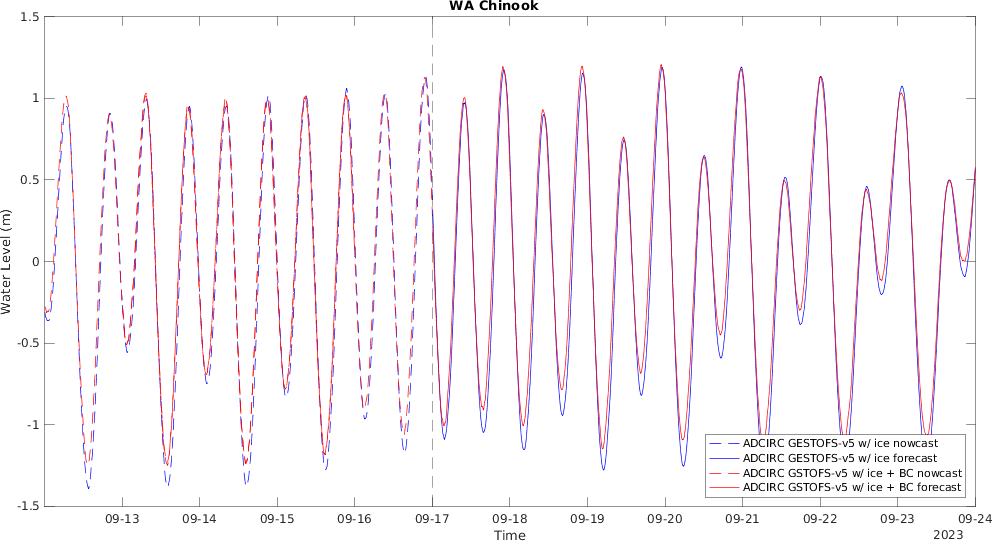 WA Chinook
1.5
1
0.5
0
-0.5
-1
-1.5
Water Level (m)
ADCIRC GESTOFS-v5 w/ ice nowcast
ADCIRC GESTOFS-v5 w/ ice forecast
ADCIRC GSTOFS-v5 w/ ice + BC nowcast
ADCIRC GSTOFS-v5 w/ ice + BC forecast
09-13 09-14 09-15 09-16 09-17 09-18 09-19 09-20 09-21 09-22 09-23 09-24
Time
2023